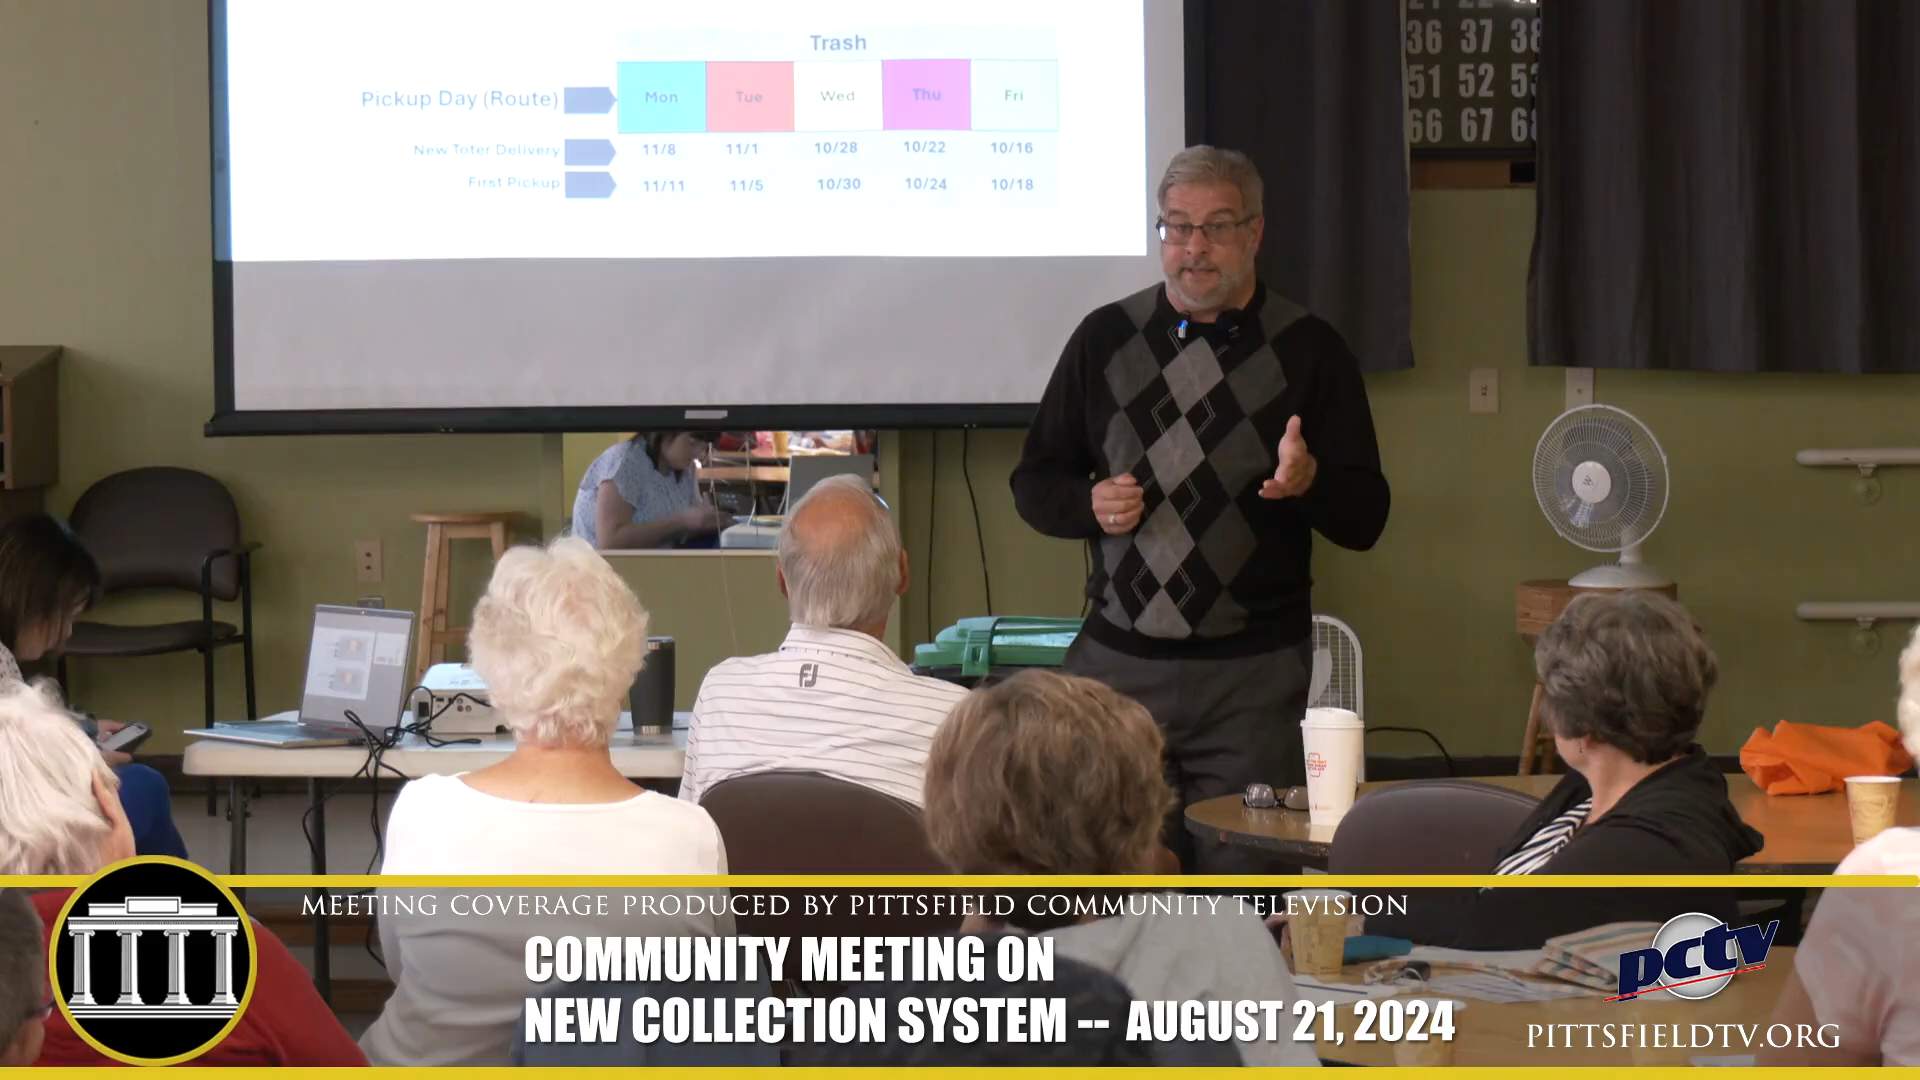 Trash
Pickup Day (Route) Mon Tue Wed Thu Fri
New Toter Delivery 11/8 11/1 10/28 10/22 10/16
First Pickup 11/11 11/5 10/30 10/24 10/18
36 37 38
51 52 53
66 67 68
FJ
MEETING COVERAGE PRODUCED BY PITTSFIELD COMMUNITY TELEVISION
COMMUNITY MEETING ON
NEW COLLECTION SYSTEM -- AUGUST 21, 2024
pctv
PITTSFIELDTV.ORG